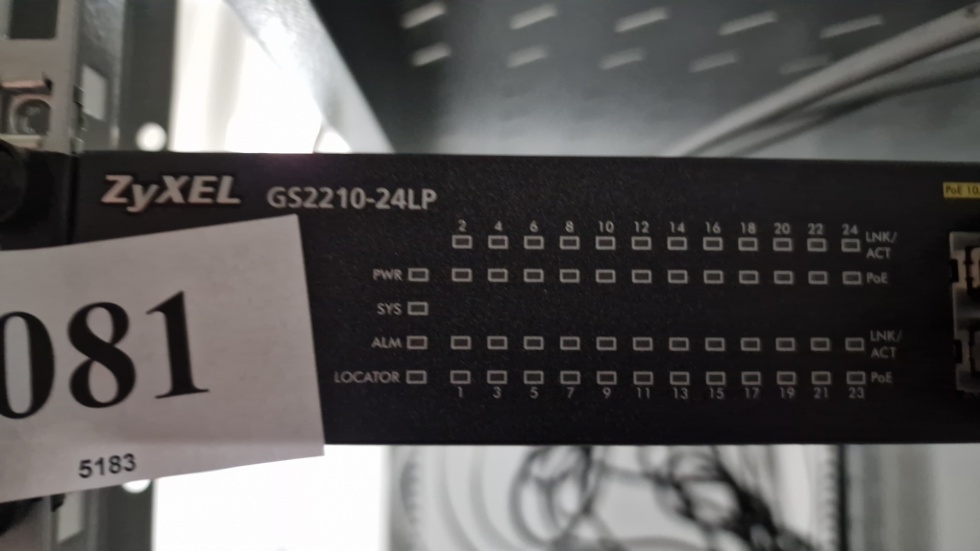 ZyXEL GS2210-24LP
2 4 6 8 10 12 14 16 18 20 22 24 LNK/
ACT
PWR PoE
SYS
ALM LNK/
ACT
LOCATOR PoE
1 3 5 7 9 11 13 15 17 19 21 23
PoE 10
081
5183